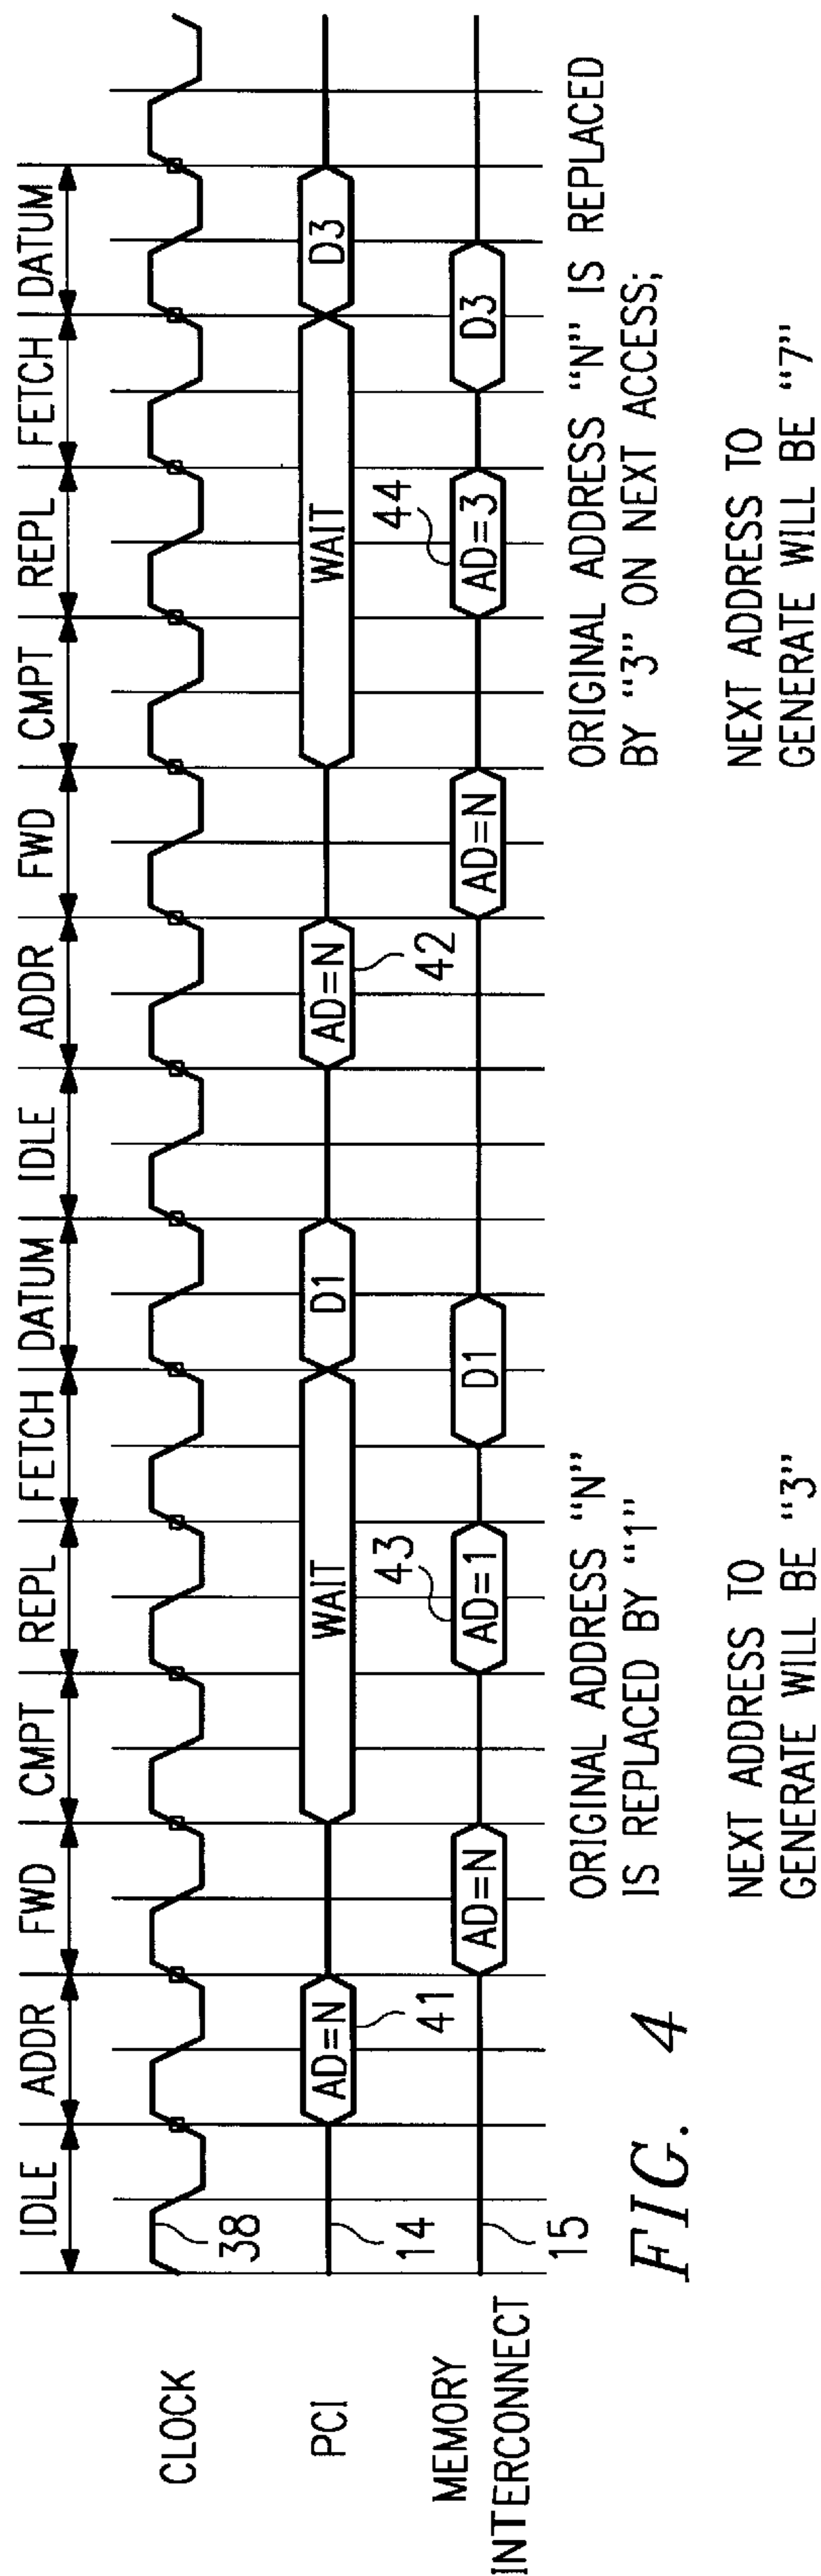 IDLE ADDR FWD CMPT REPL FETCH DATUM IDLE ADDR FWD CMPT REPL FETCH DATUM
CLOCK
38
PCI
14
AD=N
41
WAIT
D1
AD=N
42
WAIT
D3
MEMORY
INTERCONNECT
15
AD=N
AD=1
43
D1
AD=N
AD=3
44
D3
ORIGINAL ADDRESS “N”
IS REPLACED BY “1”
NEXT ADDRESS TO
GENERATE WILL BE “3”
ORIGINAL ADDRESS “N” IS REPLACED
BY “3” ON NEXT ACCESS;
NEXT ADDRESS TO
GENERATE WILL BE “7”
FIG. 4